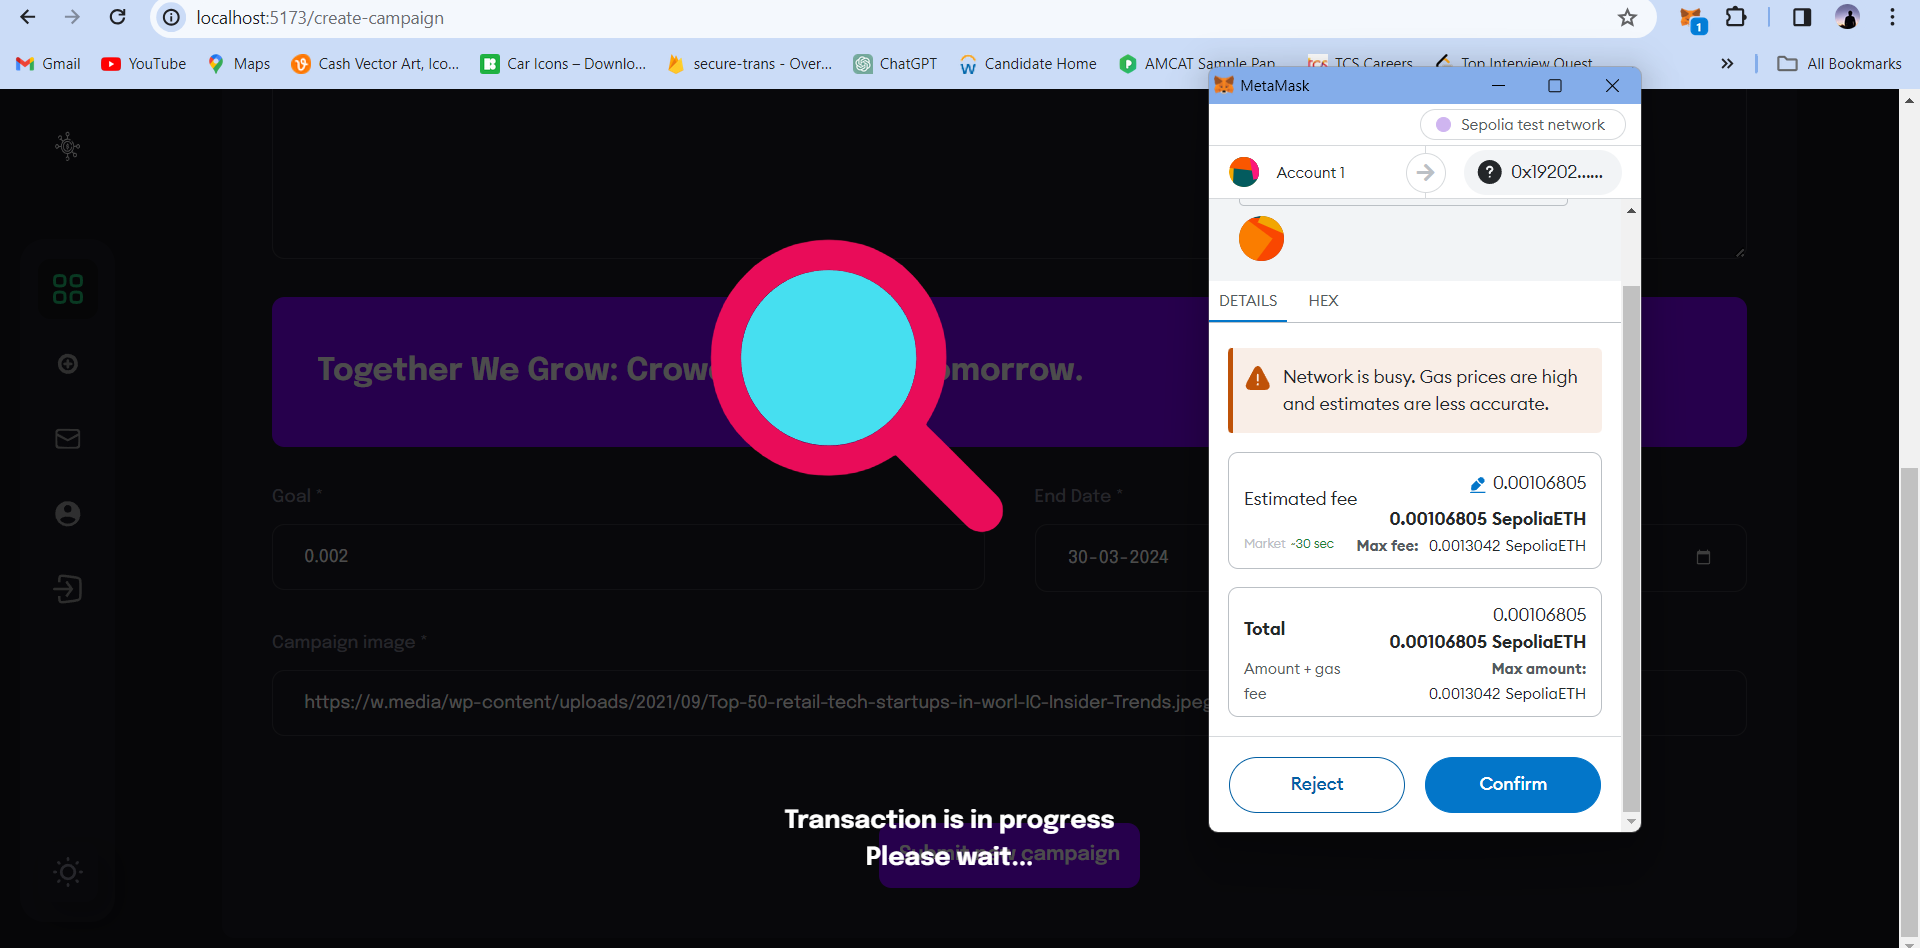 localhost:5173/create-campaign
1
Gmail
YouTube
Maps
Cash Vector Art, Ico...
Car Icons – Downlo...
secure-trans - Over...
ChatGPT
Candidate Home
AMCAT Sample Pap
TCS Careers
Top Interview Quest
»
All Bookmarks
MetaMask
Sepolia test network
Account 1
? 0x19202......
DETAILS HEX
Network is busy. Gas prices are high
and estimates are less accurate.
Estimated fee
0.00106805
0.00106805 SepoliaETH
Market ~30 sec
Max fee: 0.0013042 SepoliaETH
Total
0.00106805
0.00106805 SepoliaETH
Amount + gas
fee
Max amount:
0.0013042 SepoliaETH
Reject
Confirm
Together We Grow: Crow
omorrow.
Goal *
End Date *
0.002
30-03-2024
Campaign image *
https://w.media/wp-content/uploads/2021/09/Top-50-retail-tech-startups-in-worl-IC-Insider-Trends.jpeg
Transaction is in progress
Please wait...
campaign